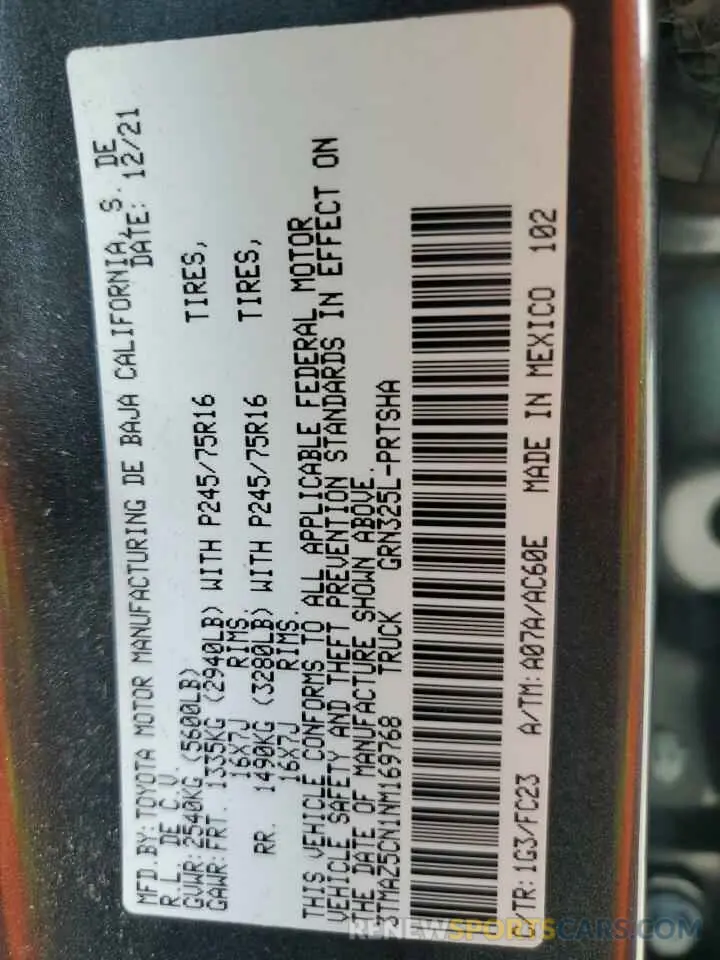 MFD.BY:TOYOTA MOTOR MANUFACTURING DE BAJA CALIFORNIA, S. DE
R.L. DE C.V. DATE: 12/21
GVWR:2540KG (5600LB)
GAWR:FRT. 1335KG (2940LB) WITH P245/75R16 TIRES,
16X7J RIMS,
RR. 1490KG (3280LB) WITH P245/75R16 TIRES,
16X7J RIMS.
THIS VEHICLE CONFORMS TO ALL APPLICABLE FEDERAL MOTOR
VEHICLE SAFETY AND THEFT PREVENTION STANDARDS IN EFFECT ON
THE DATE OF MANUFACTURE SHOWN ABOVE.
3TMAZ5CN1NM169768 TRUCK GRN325L-PRTSHA
/TR:1G3/FC23 A/TM:A07A/AC60E MADE IN MEXICO 102
RENEWSPORTCARS.COM